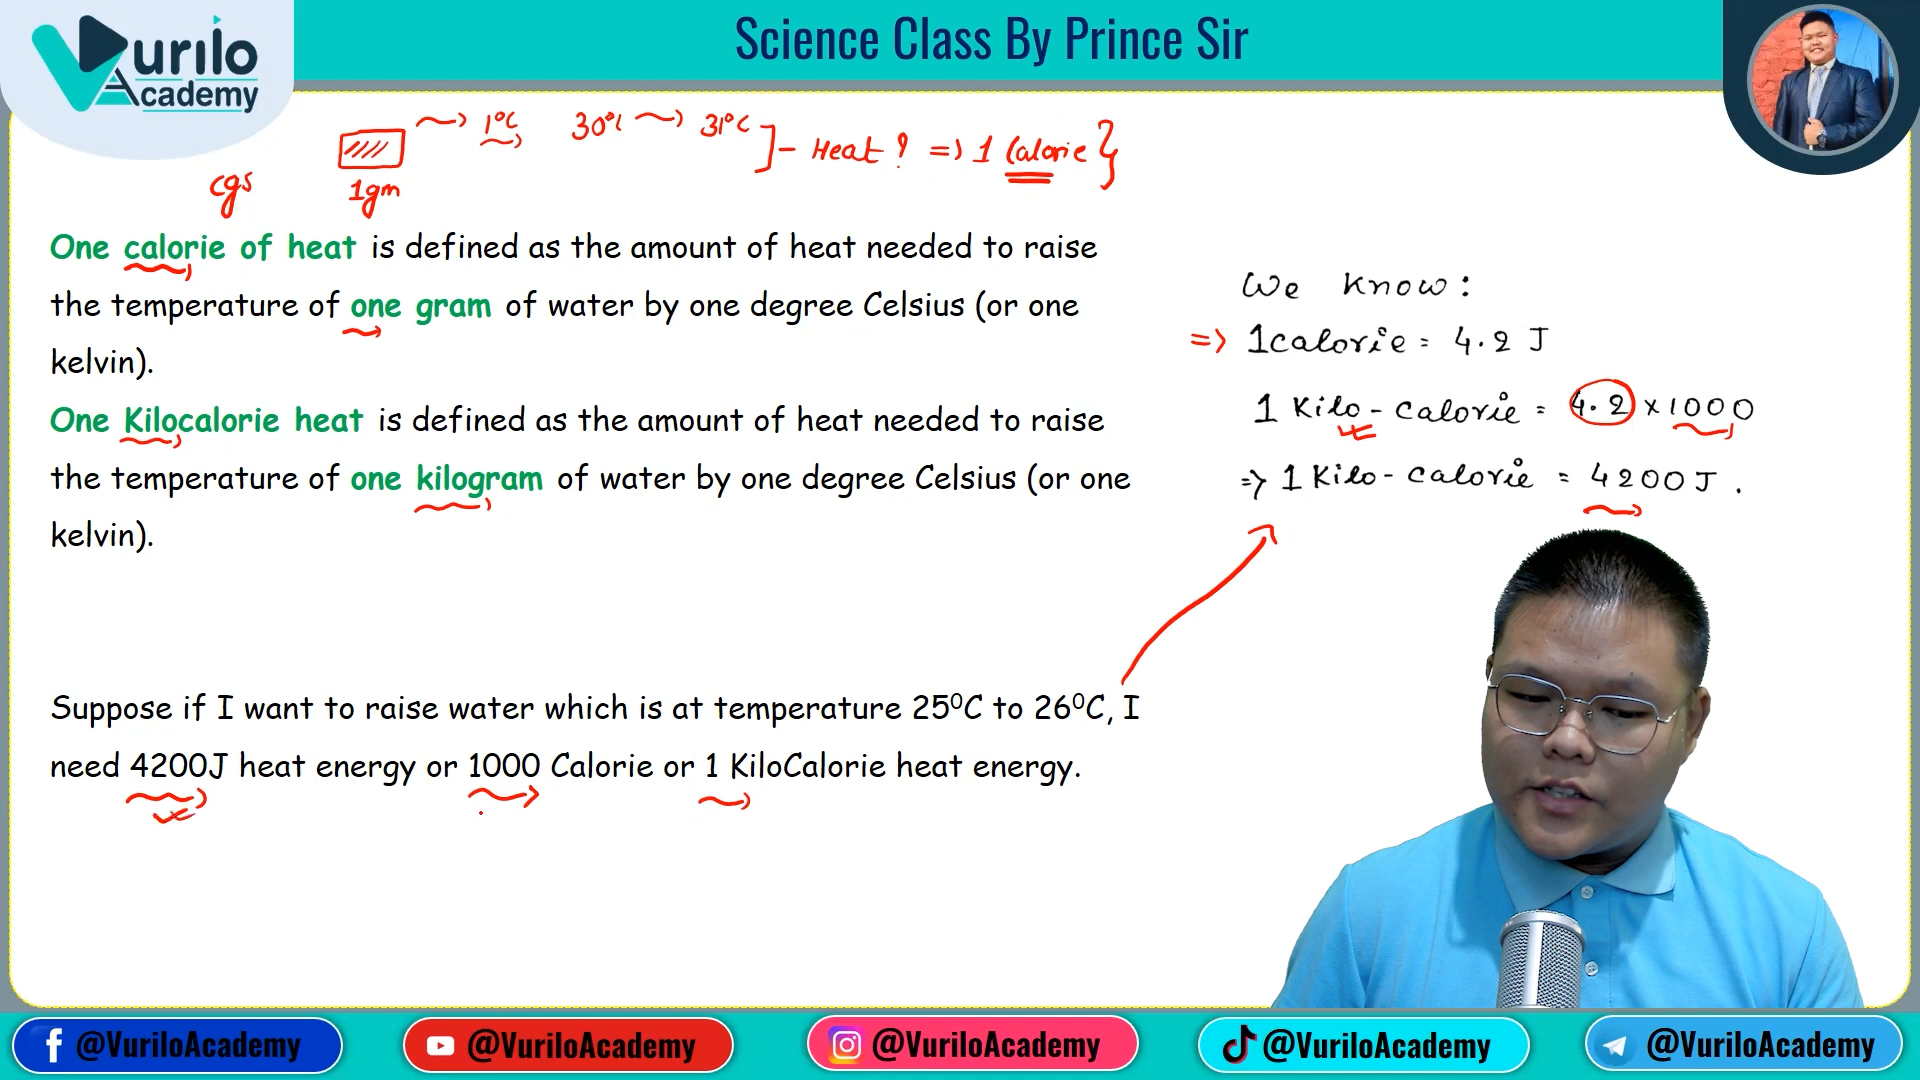 Science Class By Prince Sir
Vurilo
Academy
1°C 30°C 31°C - Heat ? => 1 Calorie
cgs
1gm
One calorie of heat is defined as the amount of heat needed to raise
the temperature of one gram of water by one degree Celsius (or one
kelvin).
One Kilocalorie heat is defined as the amount of heat needed to raise
the temperature of one kilogram of water by one degree Celsius (or one
kelvin).
We know:
=> 1 calorie = 4.2 J
1 Kilo-calorie = 4.2 × 1000
=> 1 Kilo-calorie = 4200 J.
Suppose if I want to raise water which is at temperature 25⁰C to 26⁰C, I
need 4200J heat energy or 1000 Calorie or 1 KiloCalorie heat energy.
@VuriloAcademy
@VuriloAcademy
@VuriloAcademy
@VuriloAcademy
@VuriloAcademy